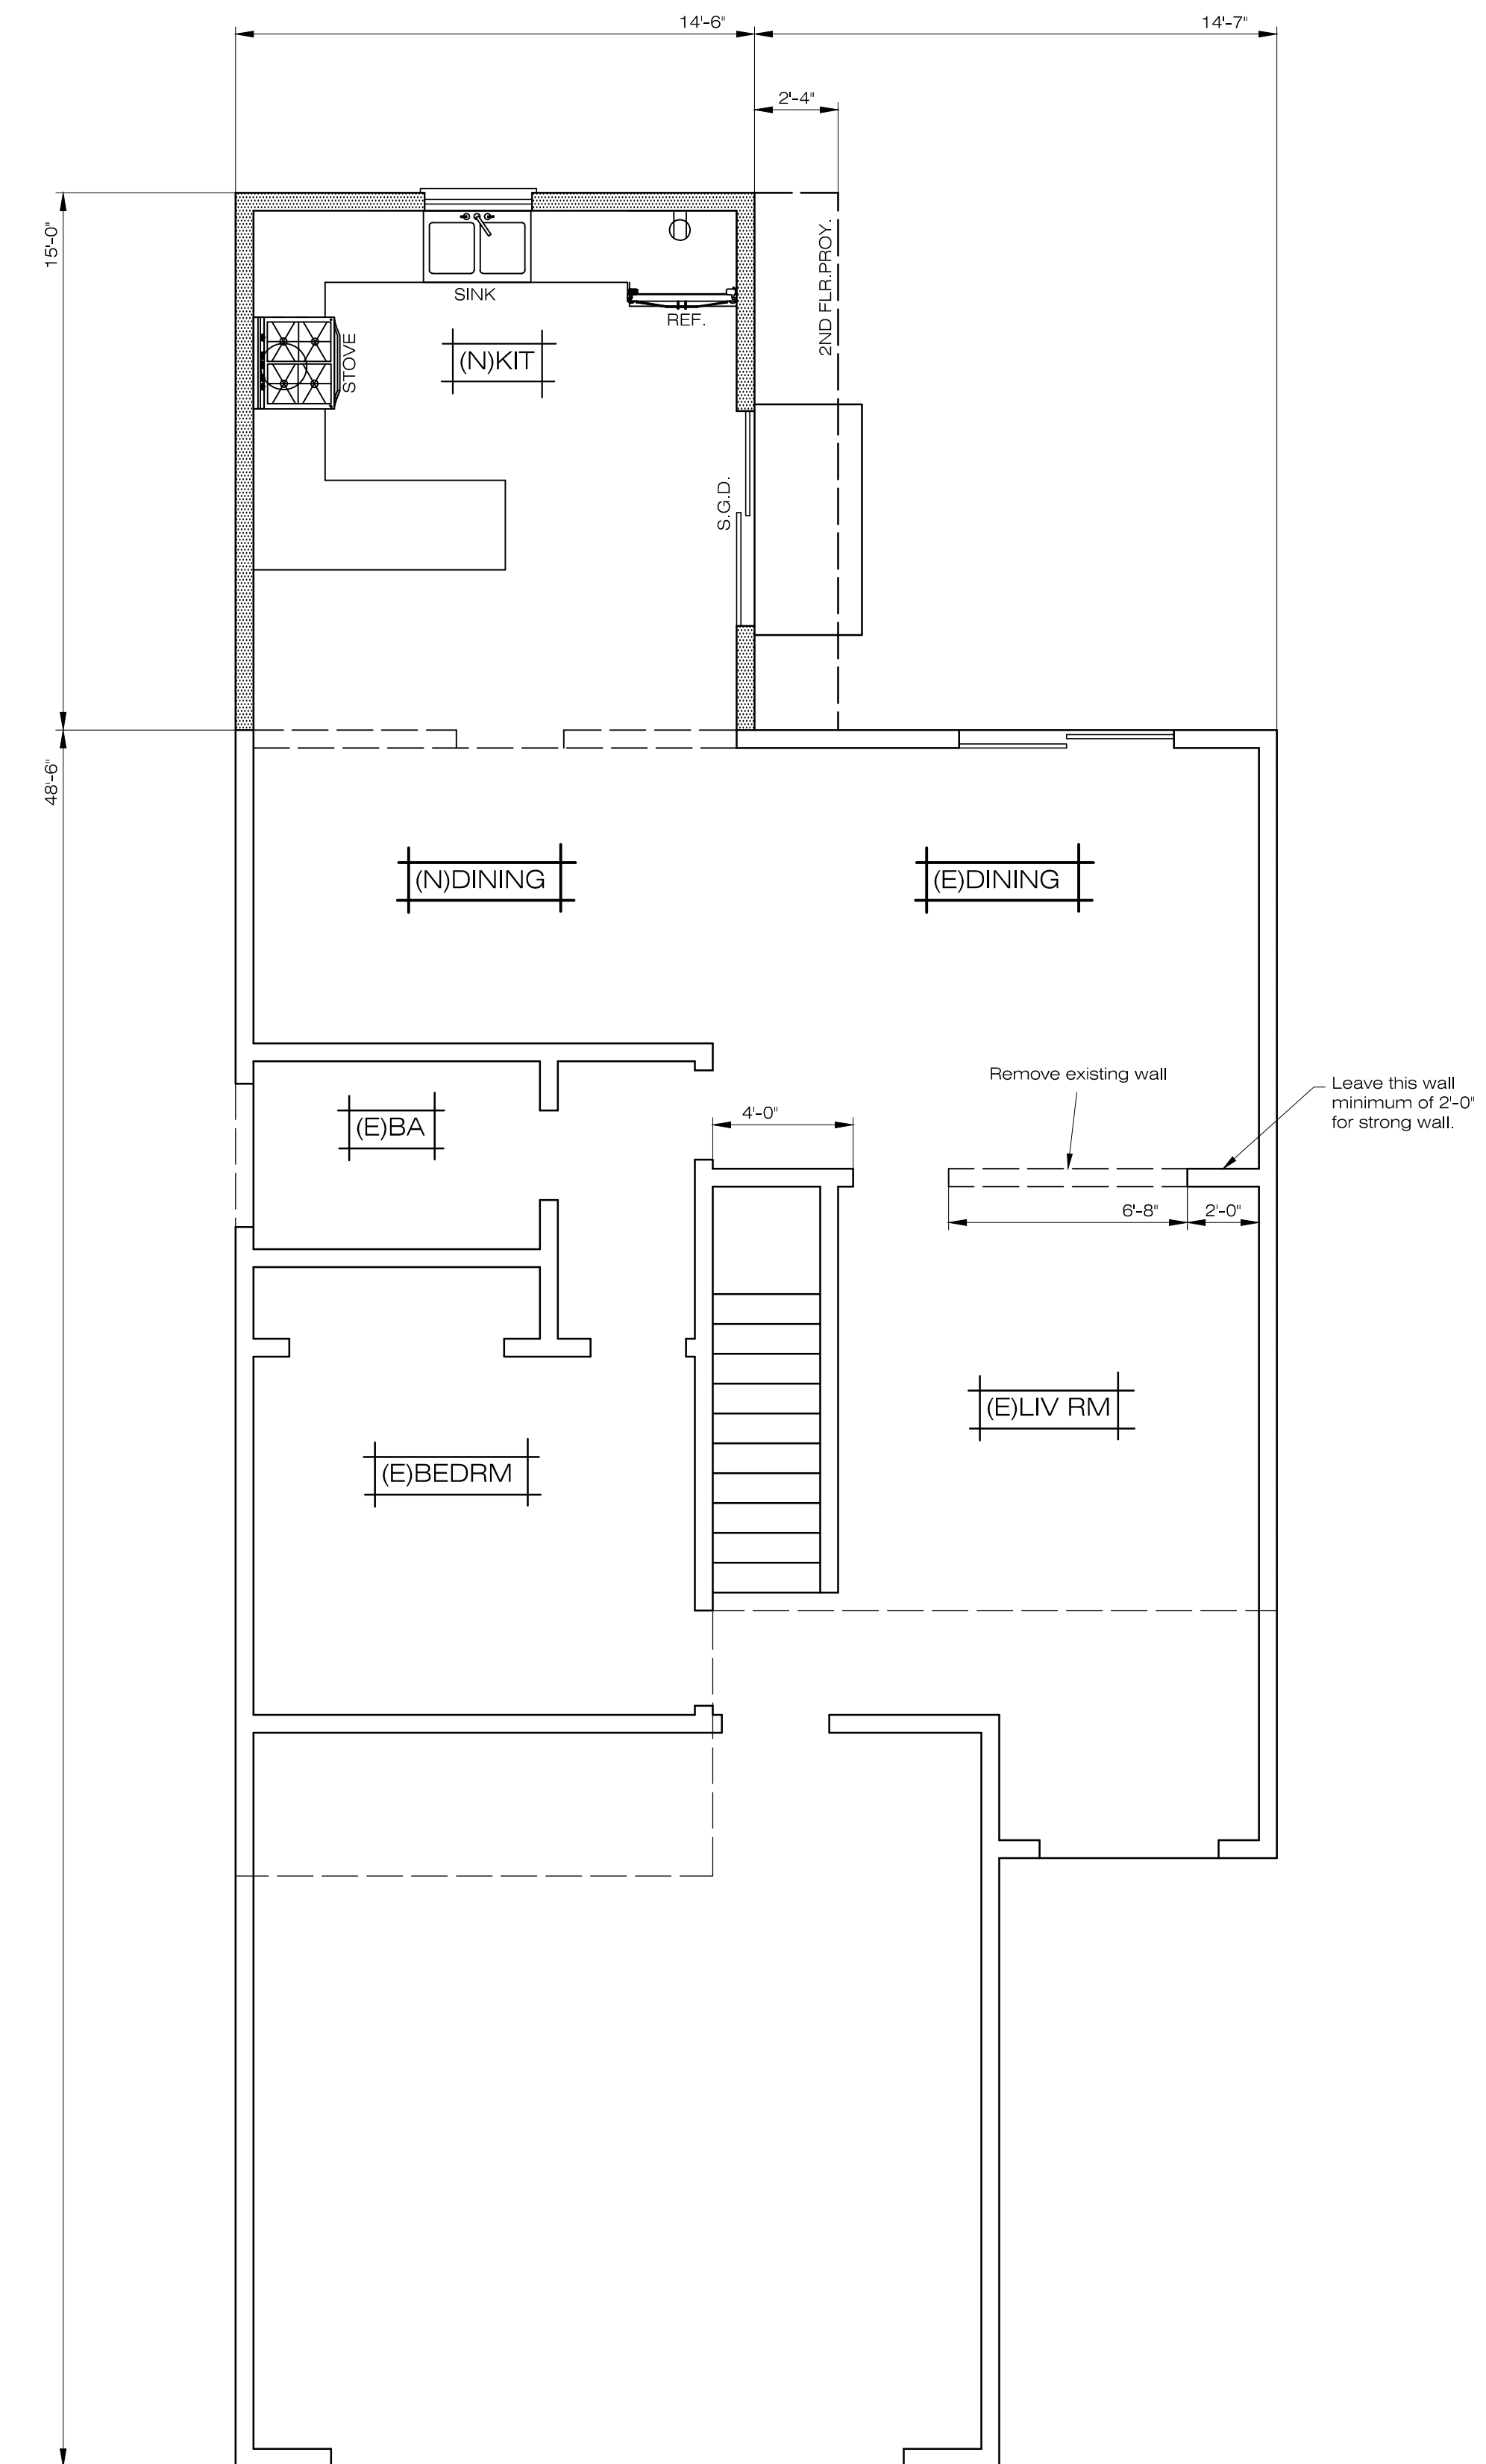 14'-6"
14'-7"
2'-4"
15'-0"
2ND FLR.PROY.
SINK
REF.
STOVE
(N)KIT
S.G.D.
48'-6"
(N)DINING
(E)DINING
Remove existing wall
Leave this wall
minimum of 2'-0"
for strong wall.
4'-0"
(E)BA
6'-8"
2'-0"
(E)LIV RM
(E)BEDRM